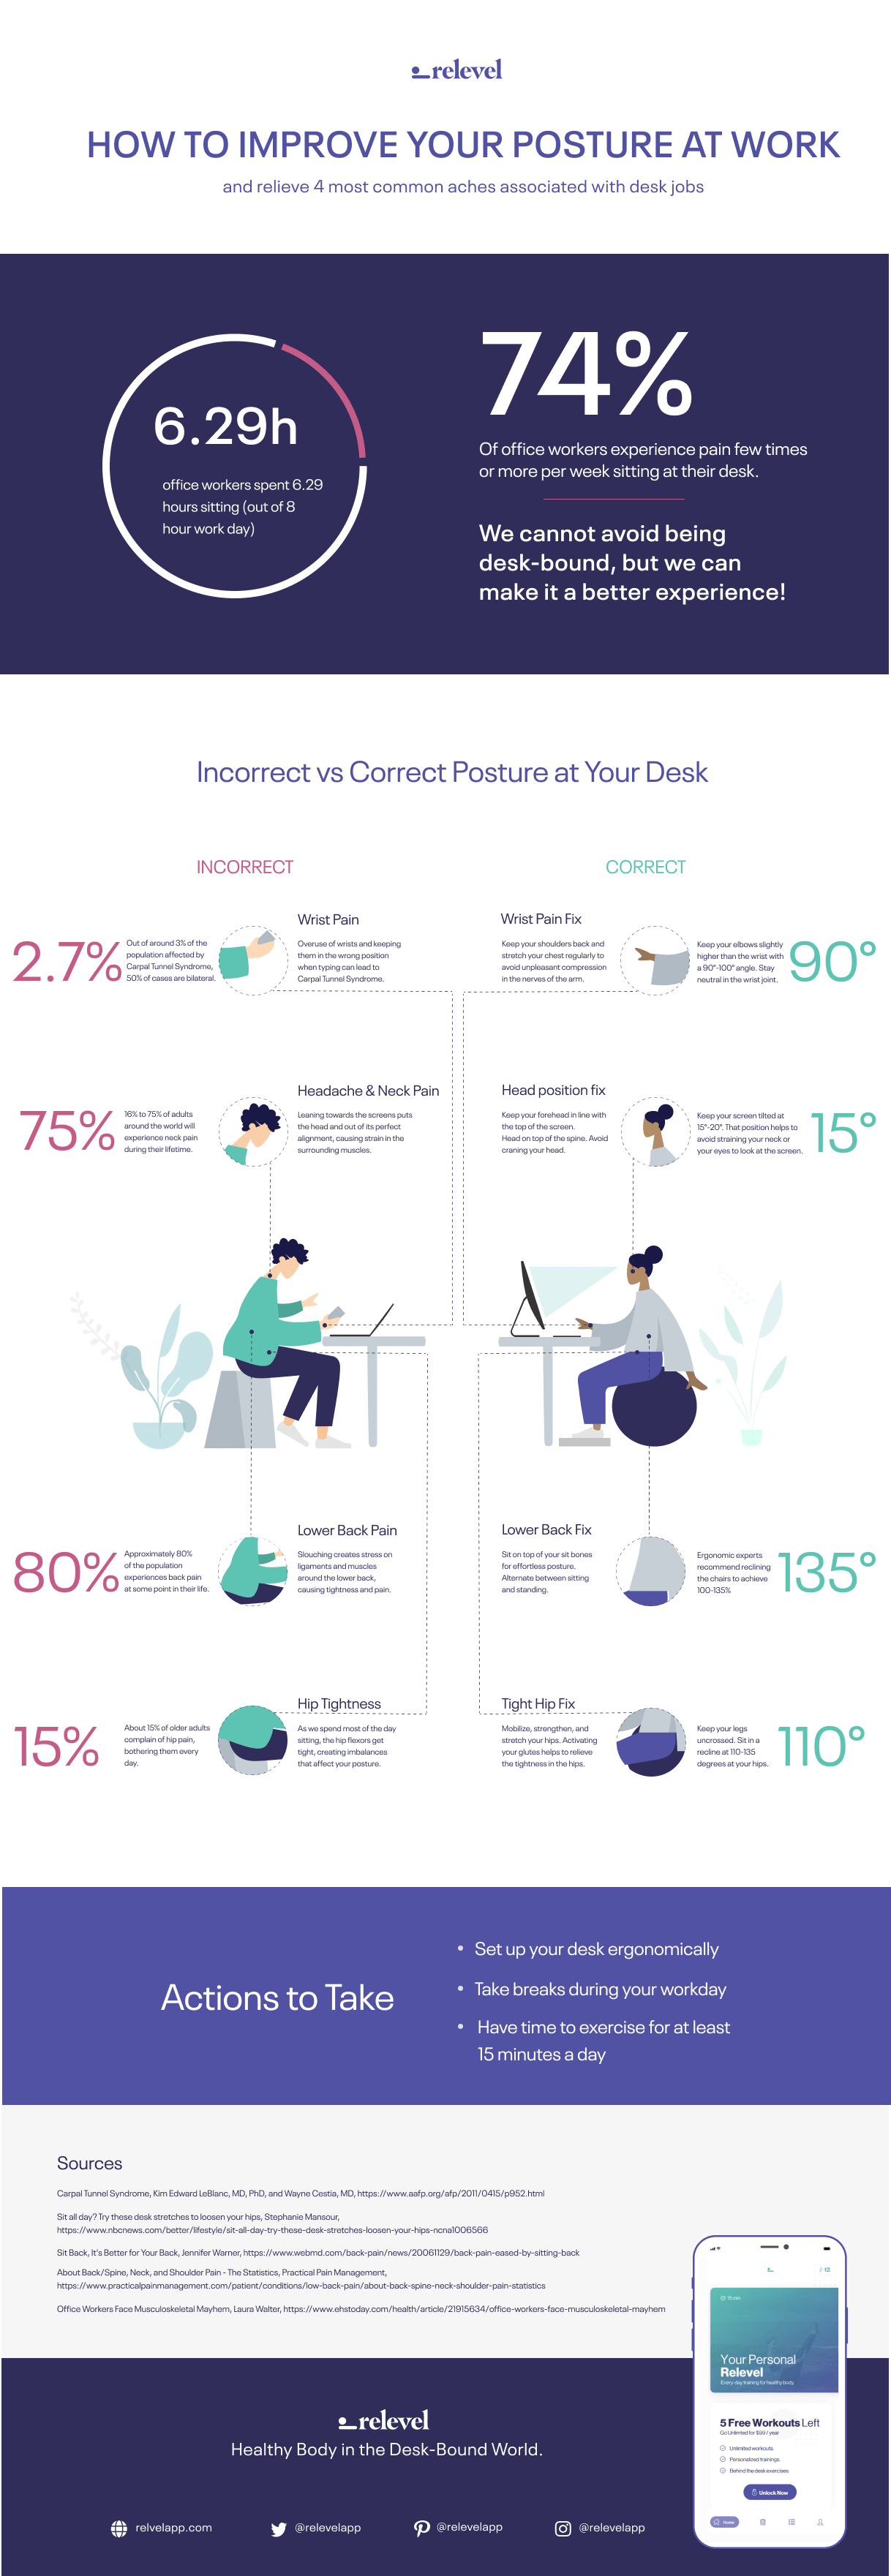 relevel
HOW TO IMPROVE YOUR POSTURE AT WORK
and relieve 4 most common aches associated with desk jobs
6.29h
office workers spent 6.29
hours sitting (out of 8
hour work day)
74%
Of office workers experience pain few times
or more per week sitting at their desk.
We cannot avoid being
desk-bound, but we can
make it a better experience!
Incorrect vs Correct Posture at Your Desk
INCORRECT
CORRECT
2.7%
Out of around 3% of the
population affected by
Carpal Tunnel Syndrome,
50% of cases are bilateral.
Wrist Pain
Overuse of wrists and keeping
them in the wrong position
when typing can lead to
Carpal Tunnel Syndrome.
Wrist Pain Fix
Keep your shoulders back and
stretch your chest regularly to
avoid unpleasant compression
in the nerves of the arm.
Keep your elbows slightly
higher than the wrist with
a 90°-100° angle. Stay
neutral in the wrist joint.
90°
75%
16% to 75% of adults
around the world will
experience neck pain
during their lifetime.
Headache & Neck Pain
Leaning towards the screens puts
the head and out of its perfect
alignment, causing strain in the
surrounding muscles.
Head position fix
Keep your forehead in line with
the top of the screen.
Head on top of the spine. Avoid
craning your head.
Keep your screen tilted at
15°-20°. That position helps to
avoid straining your neck or
your eyes to look at the screen.
15°
80%
Approximately 80%
of the population
experiences back pain
at some point in their life.
Lower Back Pain
Slouching creates stress on
ligaments and muscles
around the lower back,
causing tightness and pain.
Lower Back Fix
Sit on top of your sit bones
for effortless posture.
Alternate between sitting
and standing.
Ergonomic experts
recommend reclining
the chairs to achieve
100-135%
135°
15%
About 15% of older adults
complain of hip pain,
bothering them every
day.
Hip Tightness
As we spend most of the day
sitting, the hip flexors get
tight, creating imbalances
that affect your posture.
Tight Hip Fix
Mobilize, strengthen, and
stretch your hips. Activating
your glutes helps to relieve
the tightness in the hips.
Keep your legs
uncrossed. Sit in a
recline at 110-135
degrees at your hips.
110°
Actions to Take
• Set up your desk ergonomically
• Take breaks during your workday
• Have time to exercise for at least
15 minutes a day
Sources
Carpal Tunnel Syndrome, Kim Edward LeBlanc, MD, PhD, and Wayne Cestia, MD, https://www.aafp.org/afp/2011/0415/p952.html
Sit all day? Try these desk stretches to loosen your hips, Stephanie Mansour,
https://www.nbcnews.com/better/lifestyle/sit-all-day-try-these-desk-stretches-loosen-your-hips-ncna1006566
Sit Back, It's Better for Your Back, Jennifer Warner, https://www.webmd.com/back-pain/news/20061129/back-pain-eased-by-sitting-back
About Back/Spine, Neck, and Shoulder Pain - The Statistics, Practical Pain Management,
https://www.practicalpainmanagement.com/patient/conditions/low-back-pain/about-back-spine-neck-shoulder-pain-statistics
Office Workers Face Musculoskeletal Mayhem, Laura Walter, https://www.ehstoday.com/health/article/21915634/office-workers-face-musculoskeletal-mayhem
15 min
Your Personal
Relevel
Every day training for healthy body
5 Free Workouts Left
Go Unlimited for $99 / year
Unlimited workouts
Personalized trainings
Behind the desk exercises
Unlock Now
Home
relevel
Healthy Body in the Desk-Bound World.
relvelapp.com
@relevelapp
@relevelapp
@relevelapp